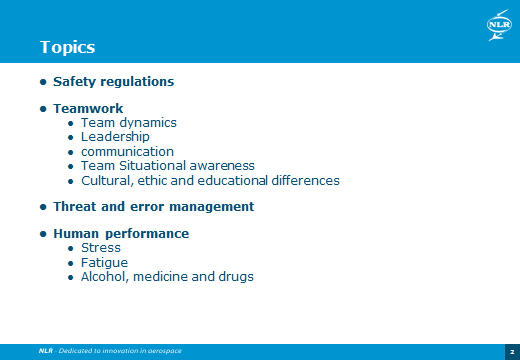 NLR
Topics
Safety regulations
Teamwork
Team dynamics
Leadership
communication
Team Situational awareness
Cultural, ethic and educational differences
Threat and error management
Human performance
Stress
Fatigue
Alcohol, medicine and drugs
NLR - Dedicated to innovation in aerospace
2